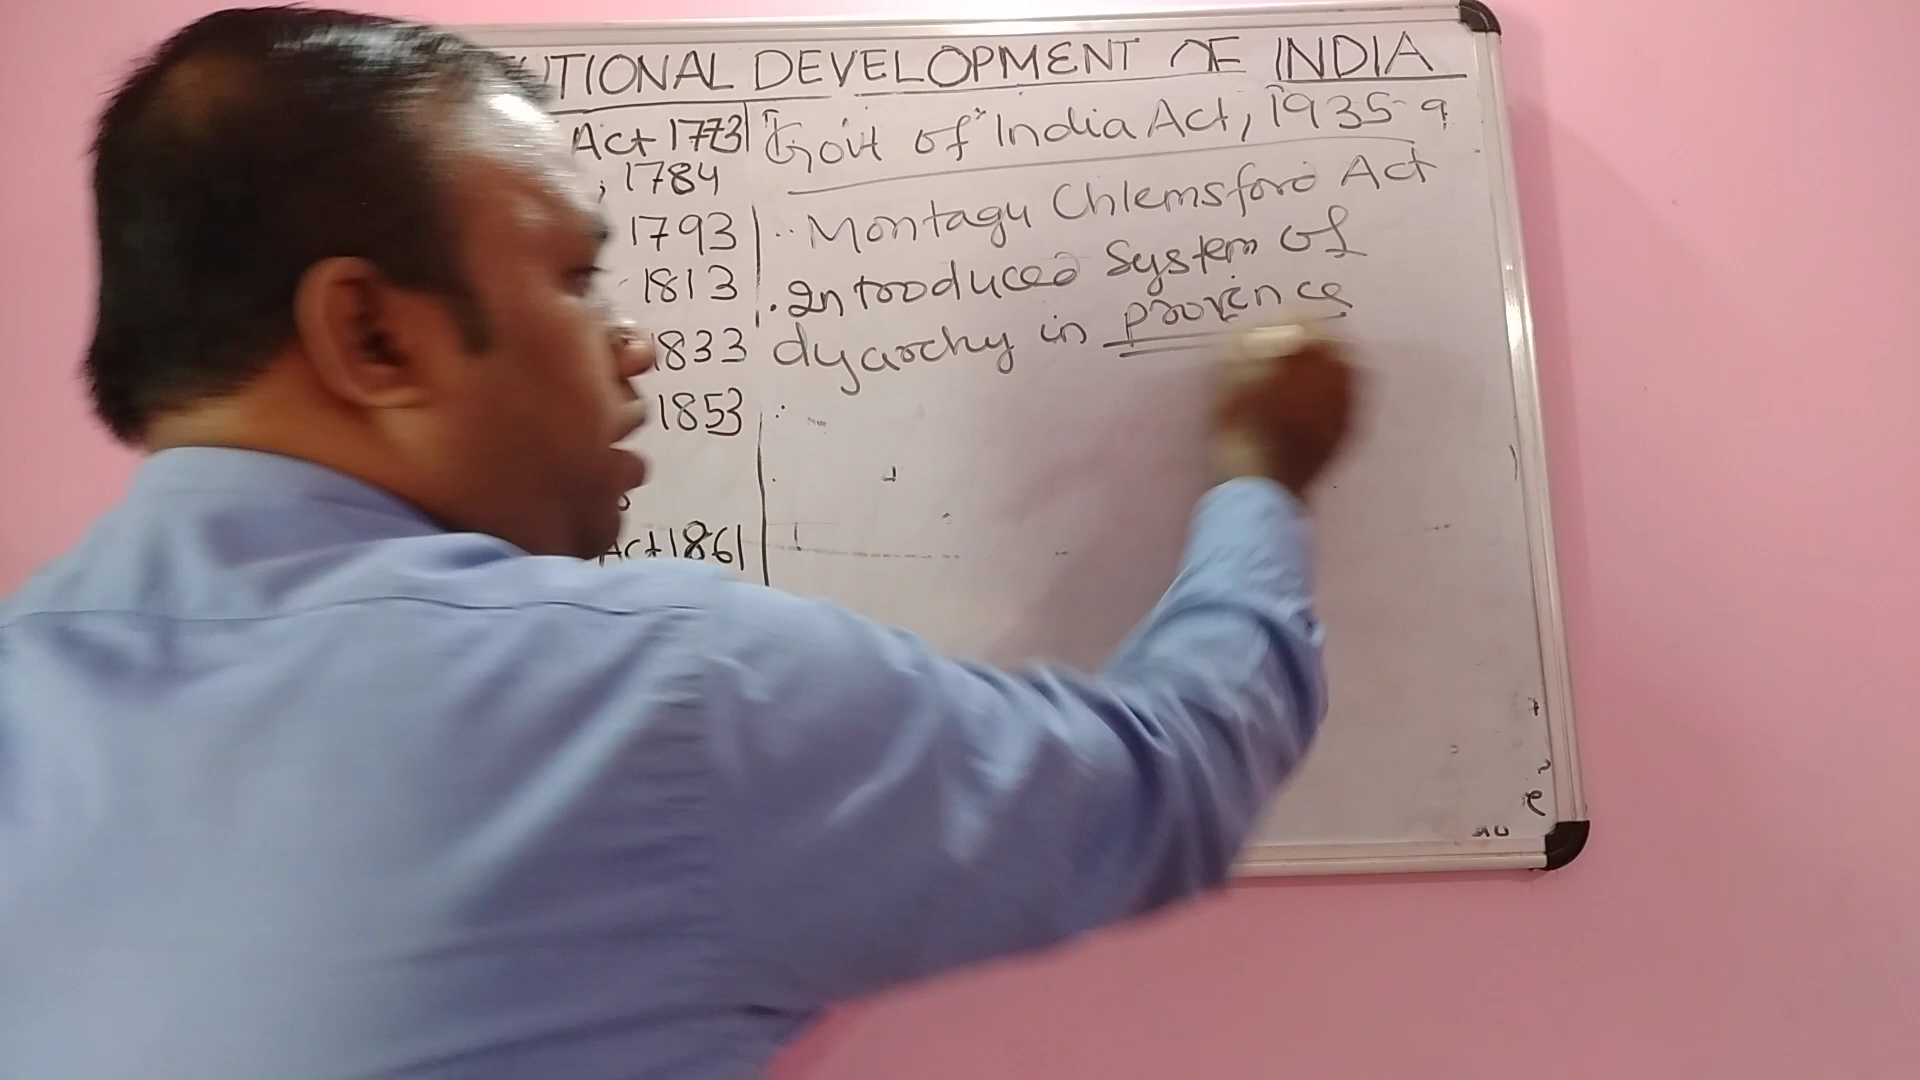 UTIONAL DEVELOPMENT OF INDIA
Act 1773
, 1784
1793
1813
1833
1853
Act 1861
Govt of India Act, 1935
Montagu Chlemsford Act
. Introduced System of
dyarchy in province